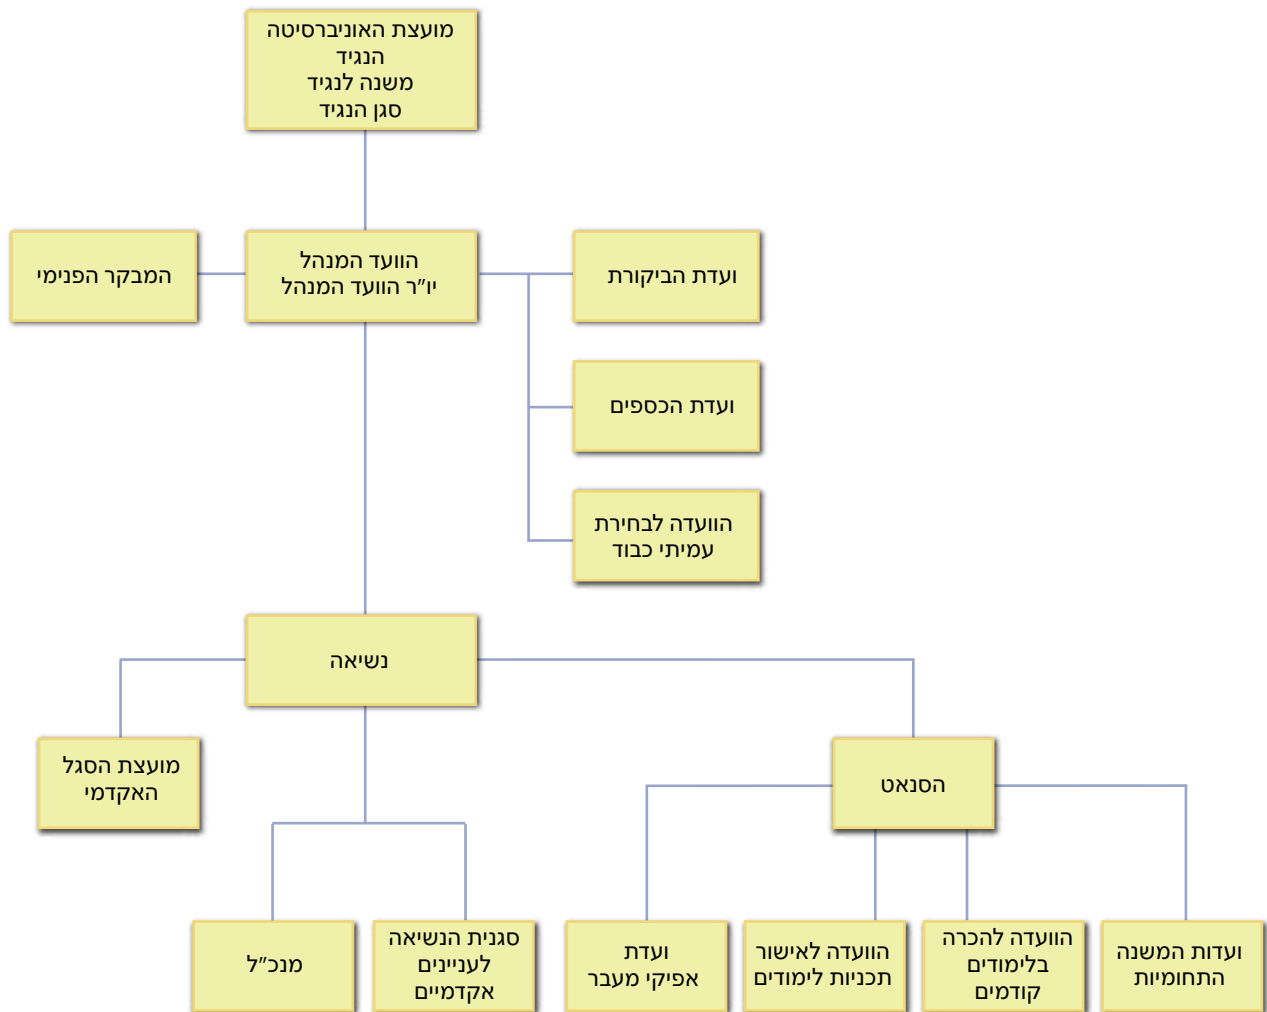 מועצת האוניברסיטה
הנגיד
משנה לנגיד
סגן הנגיד
ועדת הביקורת
הוועד המנהל
יו"ר הוועד המנהל
המבקר הפנימי
ועדת הכספים
הוועדה לבחירת
עמיתי כבוד
נשיאה
הסנאט
מועצת הסגל
האקדמי
ועדות המשנה
התחומיות
הוועדה להכרה
בלימודים
קודמים
הוועדה לאישור
תכניות לימודים
ועדת
אפיקי מעבר
סגנית הנשיאה
לעניינים
אקדמיים
מנכ"ל